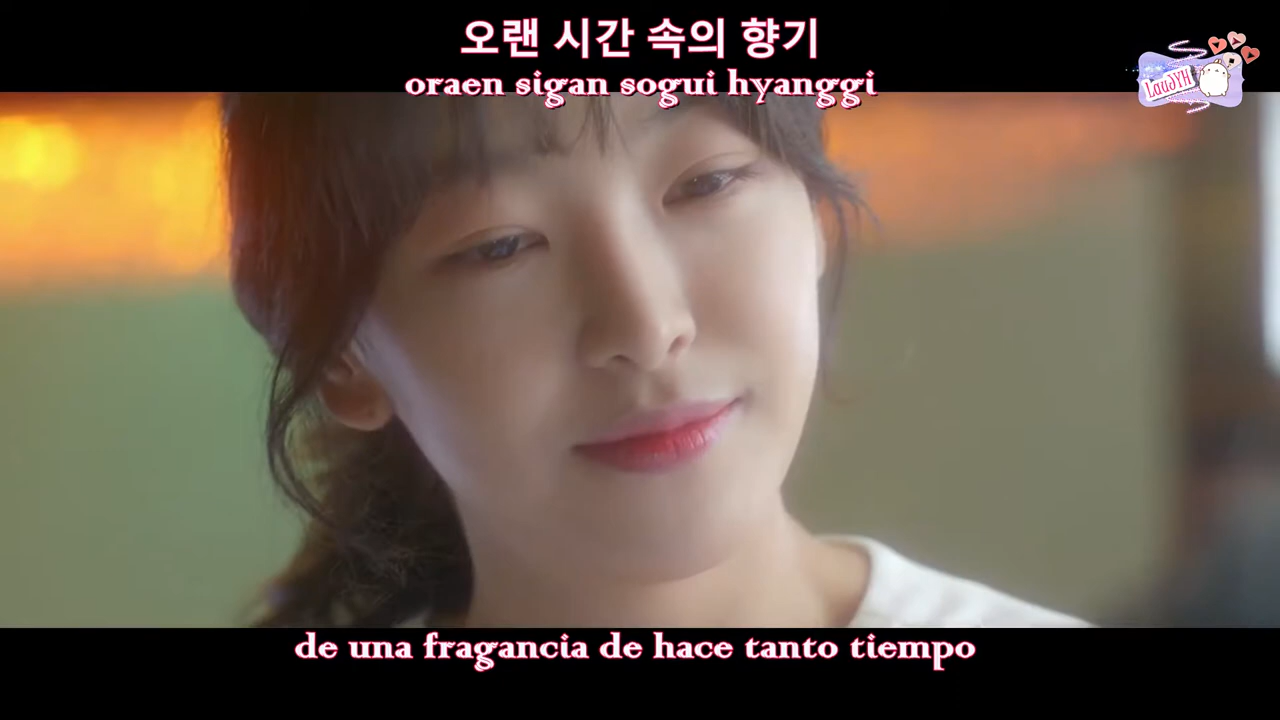 오랜 시간 속의 향기
oraen sigan sogui hyanggi
LauJYH
de una fragancia de hace tanto tiempo